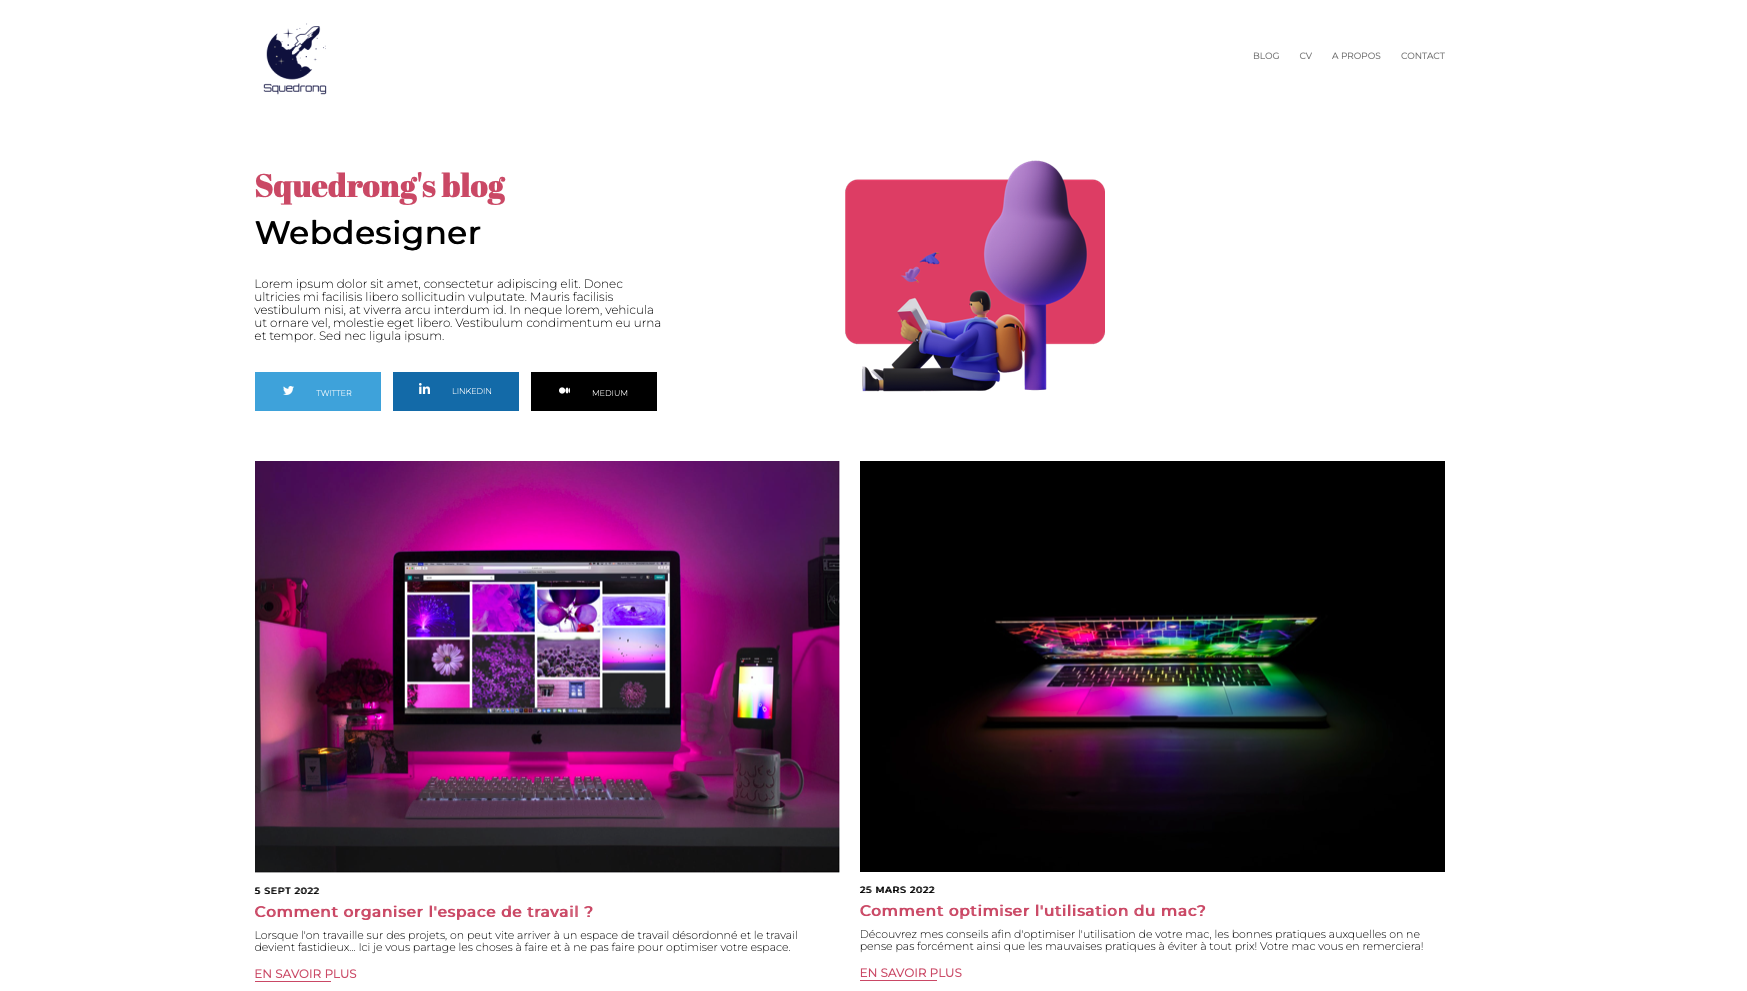 Squedrong
BLOG CV A PROPOS CONTACT
Squedrong's blog
Webdesigner
Lorem ipsum dolor sit amet, consectetur adipiscing elit. Donec
ultricies mi facilisis libero sollicitudin vulputate. Mauris facilisis
vestibulum nisi, at viverra arcu interdum id. In neque lorem, vehicula
ut ornare vel, molestie eget libero. Vestibulum condimentum eu urna
et tempor. Sed nec ligula ipsum.
TWITTER
LINKEDIN
MEDIUM
5 SEPT 2022
Comment organiser l'espace de travail ?
Lorsque l'on travaille sur des projets, on peut vite arriver à un espace de travail désordonné et le travail
devient fastidieux... Ici je vous partage les choses à faire et à ne pas faire pour optimiser votre espace.
EN SAVOIR PLUS
25 MARS 2022
Comment optimiser l'utilisation du mac?
Découvrez mes conseils afin d'optimiser l'utilisation de votre mac, les bonnes pratiques auxquelles on ne
pense pas forcément ainsi que les mauvaises pratiques à éviter à tout prix! Votre mac vous en remerciera!
EN SAVOIR PLUS